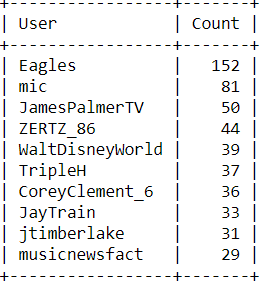 +----------------+-------+
| User           | Count |
+----------------+-------+
| Eagles         |   152 |
| mic            |    81 |
| JamesPalmerTV  |    50 |
| ZERTZ_86       |    44 |
| WaltDisneyWorld |    39 |
| TripleH        |    37 |
| CoreyClement_6 |    36 |
| JayTrain       |    33 |
| jtimberlake    |    31 |
| musicnewsfact  |    29 |
+----------------+-------+